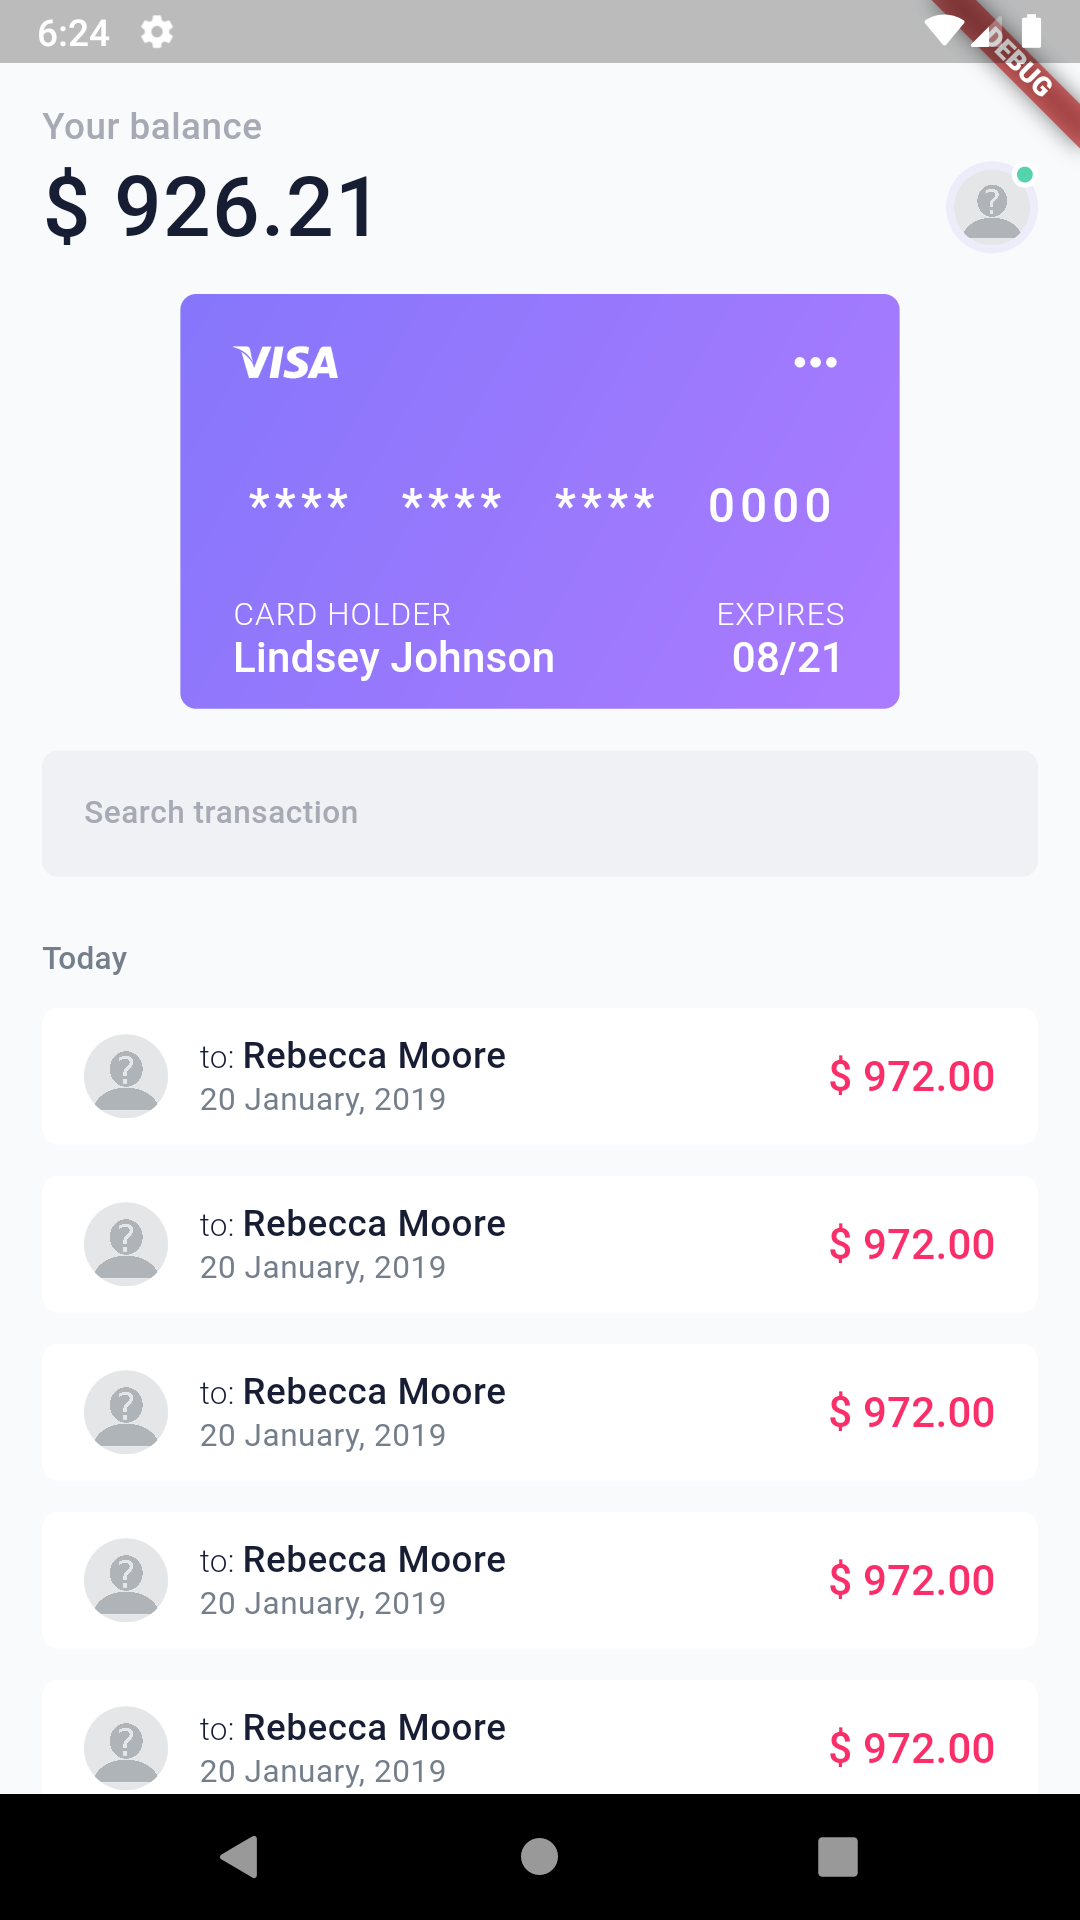 6:24
DEBUG
Your balance
$ 926.21
VISA
**** **** **** 0000
CARD HOLDER EXPIRES
Lindsey Johnson 08/21
Search transaction
Today
to: Rebecca Moore
20 January, 2019
$ 972.00
to: Rebecca Moore
20 January, 2019
$ 972.00
to: Rebecca Moore
20 January, 2019
$ 972.00
to: Rebecca Moore
20 January, 2019
$ 972.00
to: Rebecca Moore
20 January, 2019
$ 972.00